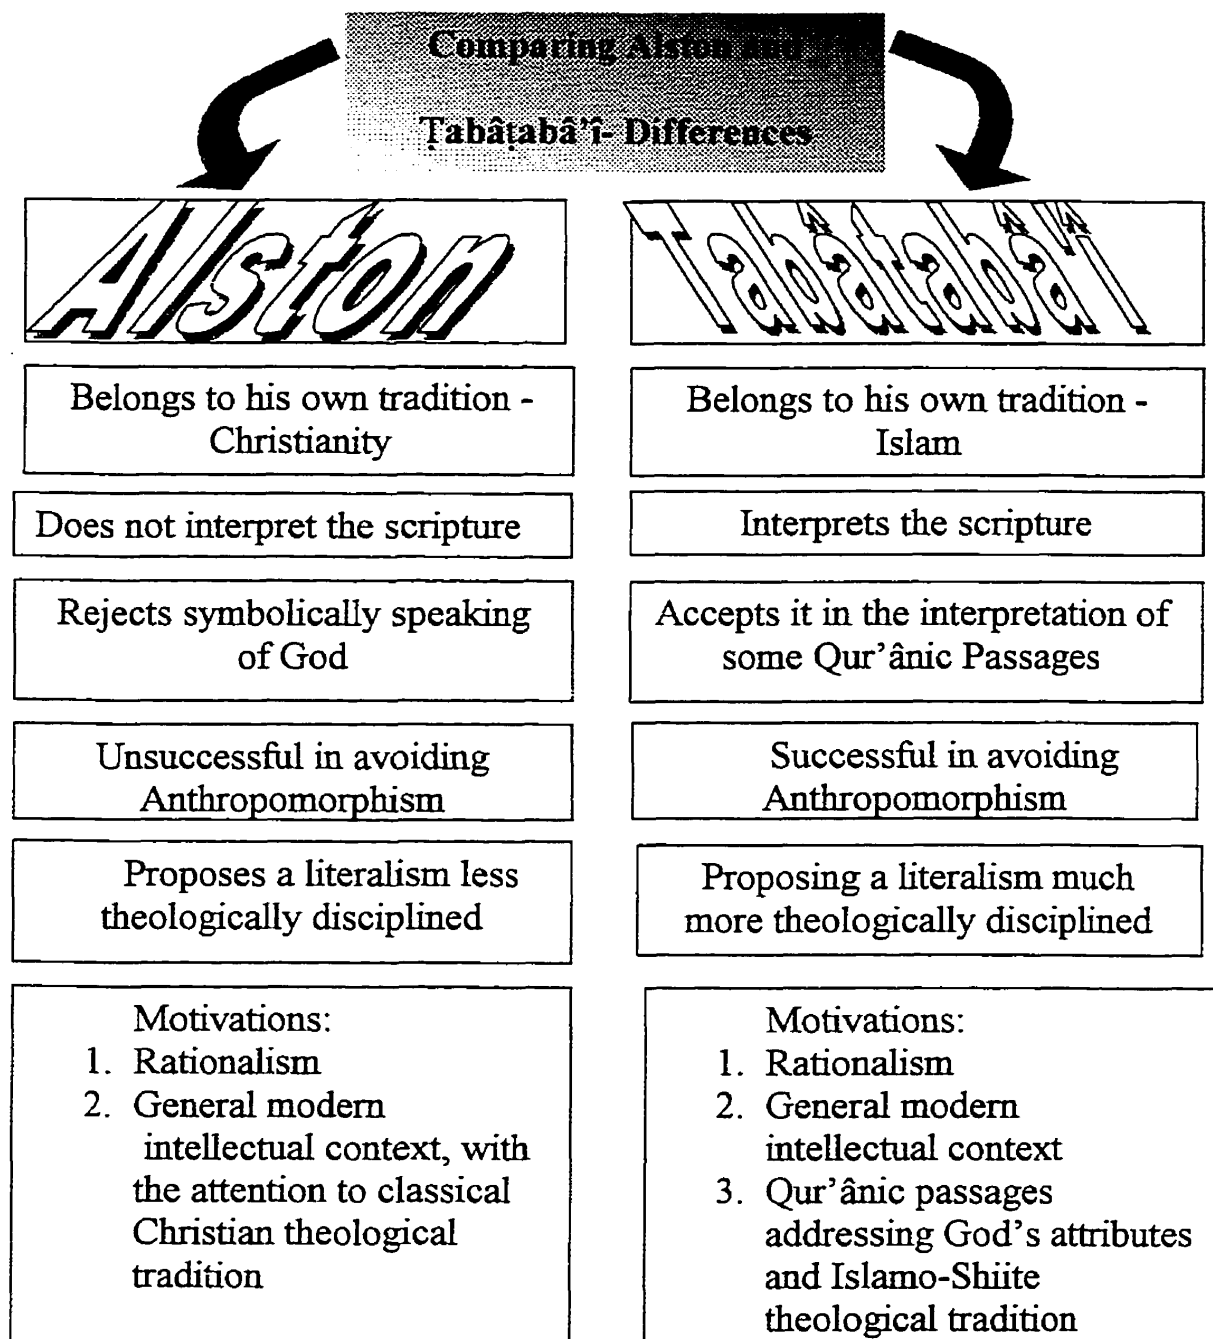 Comparing Alston and
Ṭabâṭabâ'î- Differences
Alston
Tabâtabâ'î
Belongs to his own tradition -
Christianity
Belongs to his own tradition -
Islam
Does not interpret the scripture
Interprets the scripture
Rejects symbolically speaking
of God
Accepts it in the interpretation of
some Qur'ânic Passages
Unsuccessful in avoiding
Anthropomorphism
Successful in avoiding
Anthropomorphism
Proposes a literalism less
theologically disciplined
Proposing a literalism much
more theologically disciplined
Motivations:
1. Rationalism
2. General modern
intellectual context, with
the attention to classical
Christian theological
tradition
Motivations:
1. Rationalism
2. General modern
intellectual context
3. Qur'ânic passages
addressing God's attributes
and Islamo-Shiite
theological tradition